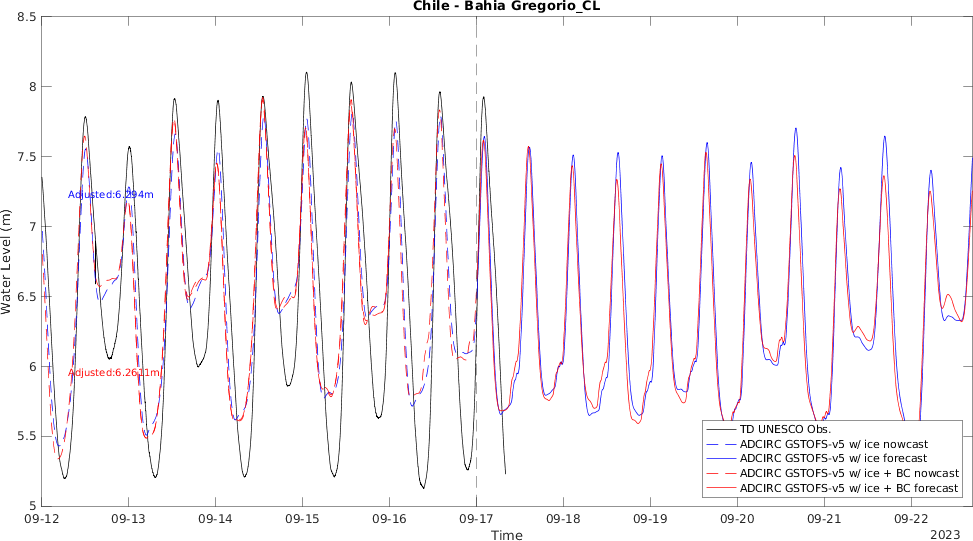 Chile - Bahia Gregorio_CL
Water Level (m)
8.5
8
7.5
7
6.5
6
5.5
5
Adjusted:6.294m
Adjusted:6.2611m
TD UNESCO Obs.
ADCIRC GSTOFS-v5 w/ ice nowcast
ADCIRC GSTOFS-v5 w/ ice forecast
ADCIRC GSTOFS-v5 w/ ice + BC nowcast
ADCIRC GSTOFS-v5 w/ ice + BC forecast
09-12 09-13 09-14 09-15 09-16 09-17 09-18 09-19 09-20 09-21 09-22
Time
2023